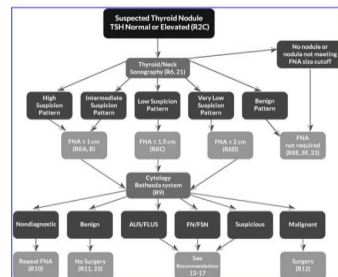 Suspected Thyroid Nodule
TSH Normal or Elevated (R2C)
No nodule or
nodule not meeting
FNA size cutoff
Thyroid/Neck
Sonography (R6, 21)
High
Suspicion
Pattern
Intermediate
Suspicion
Pattern
Low Suspicion
Pattern
Very Low
Suspicion
Pattern
Benign
Pattern
FNA ≥ 1 cm
(R8A, B)
FNA ≥ 1.5 cm
(R8C)
FNA ≥ 2 cm
(R8D)
FNA
not required
(R8E, 8F, 23)
Cytology
Bethesda system
(R9)
Nondiagnostic
Benign
AUS/FLUS
FN/FSN
Suspicious
Malignant
Repeat FNA
(R10)
No Surgery
(R11, 23)
See
Recommendations
13-17
Surgery
(R12)